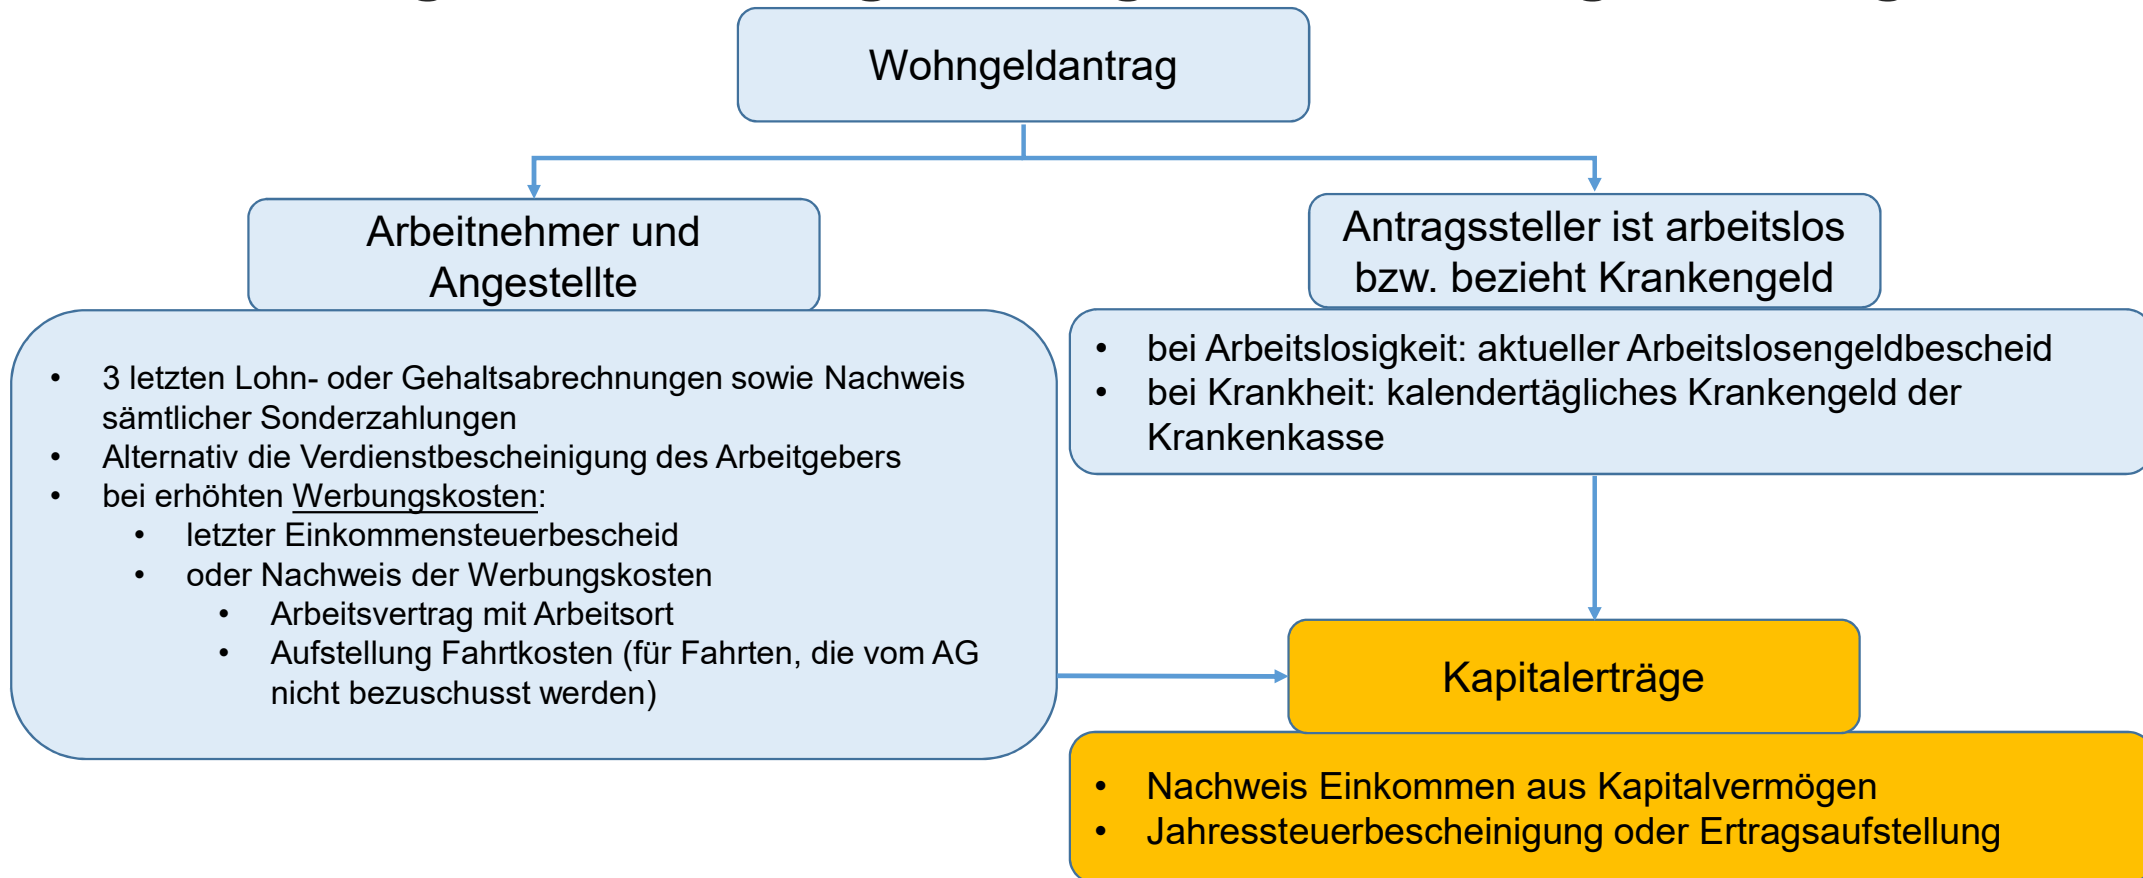 Wohngeldantrag
Arbeitnehmer und
Angestellte
• 3 letzten Lohn- oder Gehaltsabrechnungen sowie Nachweis
sämtlicher Sonderzahlungen
• Alternativ die Verdienstbescheinigung des Arbeitgebers
• bei erhöhten Werbungskosten:
• letzter Einkommensteuerbescheid
• oder Nachweis der Werbungskosten
• Arbeitsvertrag mit Arbeitsort
• Aufstellung Fahrtkosten (für Fahrten, die vom AG
nicht bezuschusst werden)
Antragssteller ist arbeitslos
bzw. bezieht Krankengeld
• bei Arbeitslosigkeit: aktueller Arbeitslosengeldbescheid
• bei Krankheit: kalendertägliches Krankengeld der
Krankenkasse
Kapitalerträge
• Nachweis Einkommen aus Kapitalvermögen
• Jahressteuerbescheinigung oder Ertragsaufstellung